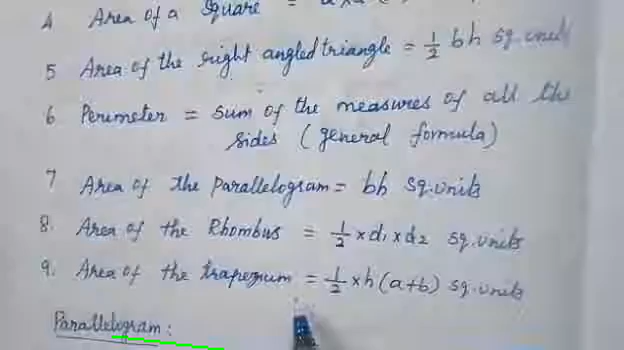 4 Area of a Square =
5 Area of the right angled triangle = 1/2 bh sq.units
6 Perimeter = sum of the measures of all the
sides (general formula)
7 Area of the parallelogram = bh sq.units
8. Area of the Rhombus = 1/2 × d1 × d2 sq.units
9. Area of the trapezium = 1/2 × h (a+b) sq.units
Parallelogram: